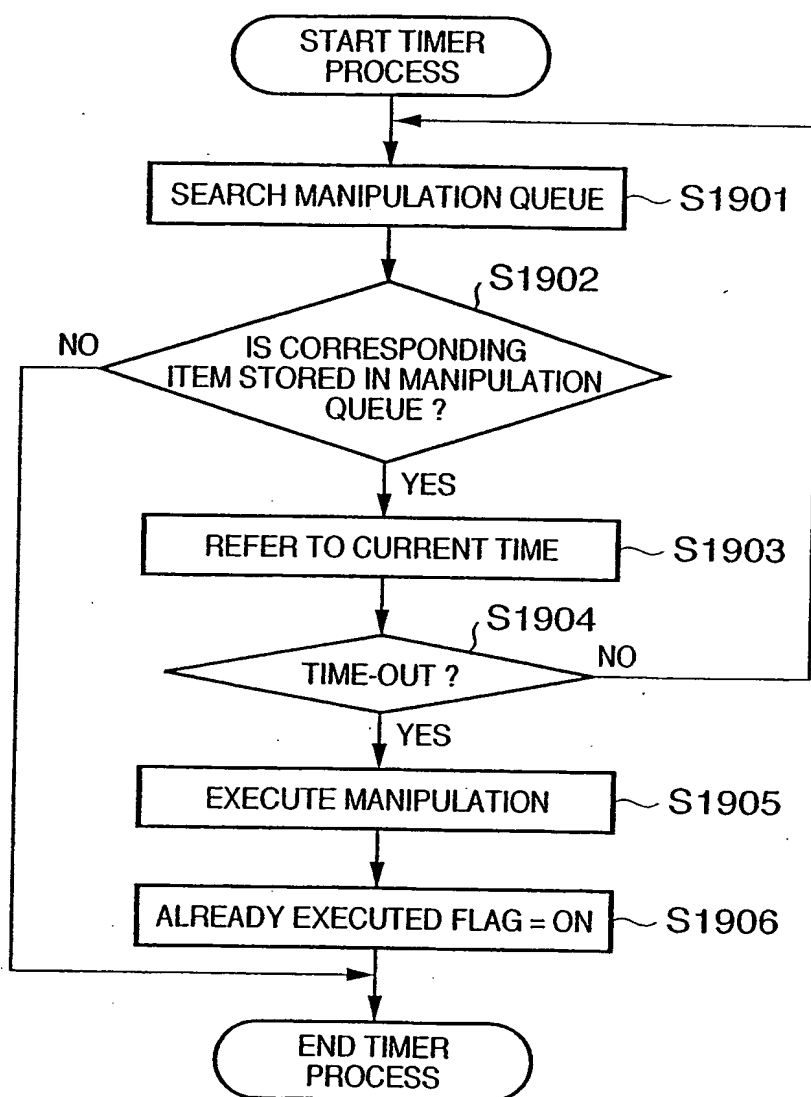 START TIMER
PROCESS
SEARCH MANIPULATION QUEUE
S1901
S1902
NO
IS CORRESPONDING
ITEM STORED IN MANIPULATION
QUEUE ?
YES
REFER TO CURRENT TIME
S1903
S1904
TIME-OUT ?
NO
YES
EXECUTE MANIPULATION
S1905
ALREADY EXECUTED FLAG = ON
S1906
END TIMER
PROCESS